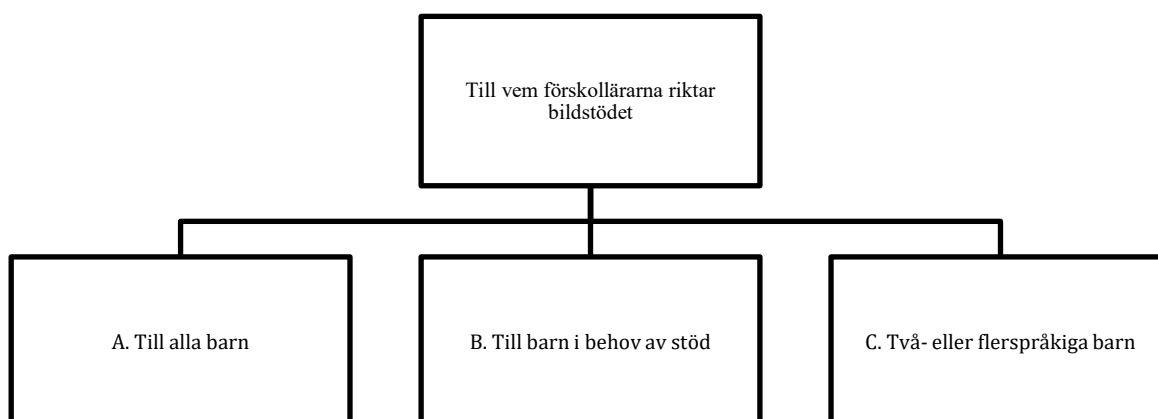 Till vem förskollärarna riktar
bildstödet
A. Till alla barn
B. Till barn i behov av stöd
C. Två- eller flerspråkiga barn